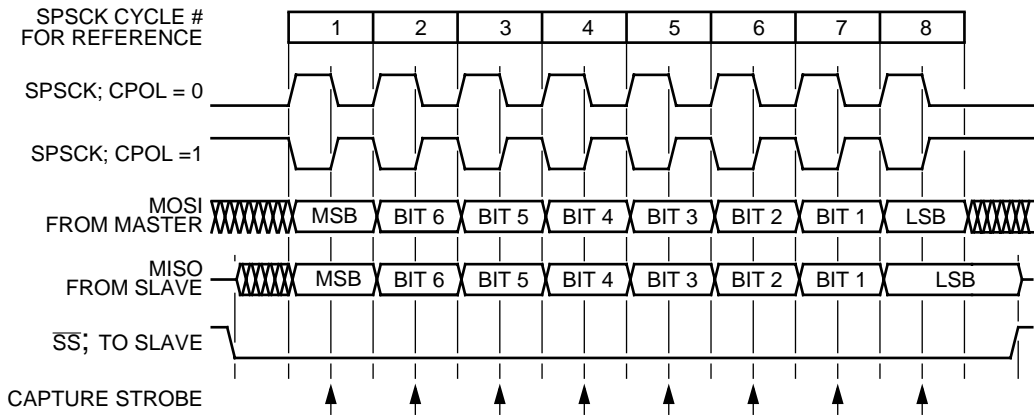 SPSCK CYCLE #
FOR REFERENCE
1 2 3 4 5 6 7 8
SPSCK; CPOL = 0
SPSCK; CPOL =1
MOSI
FROM MASTER
MSB BIT 6 BIT 5 BIT 4 BIT 3 BIT 2 BIT 1 LSB
MISO
FROM SLAVE
MSB BIT 6 BIT 5 BIT 4 BIT 3 BIT 2 BIT 1 LSB
S̅S̅; TO SLAVE
CAPTURE STROBE